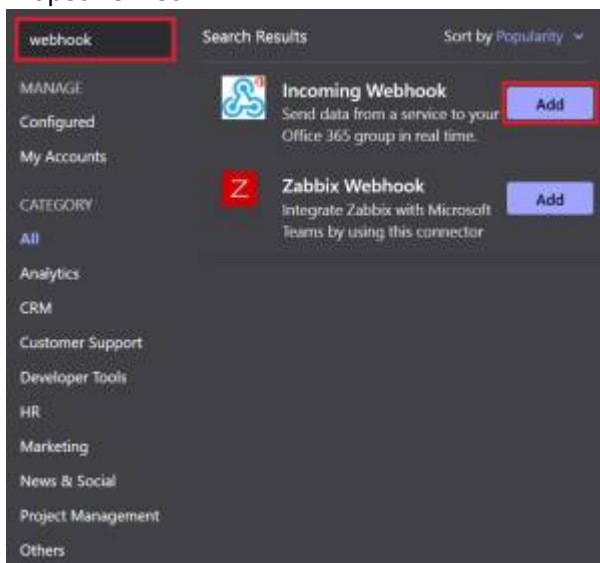 webhook
MANAGE
Configured
My Accounts
CATEGORY
All
Analytics
CRM
Customer Support
Developer Tools
HR
Marketing
News & Social
Project Management
Others
Search Results
Sort by Popularity
Incoming Webhook
Send data from a service to your
Office 365 group in real time.
Add
Zabbix Webhook
Integrate Zabbix with Microsoft
Teams by using this connector
Add
Z